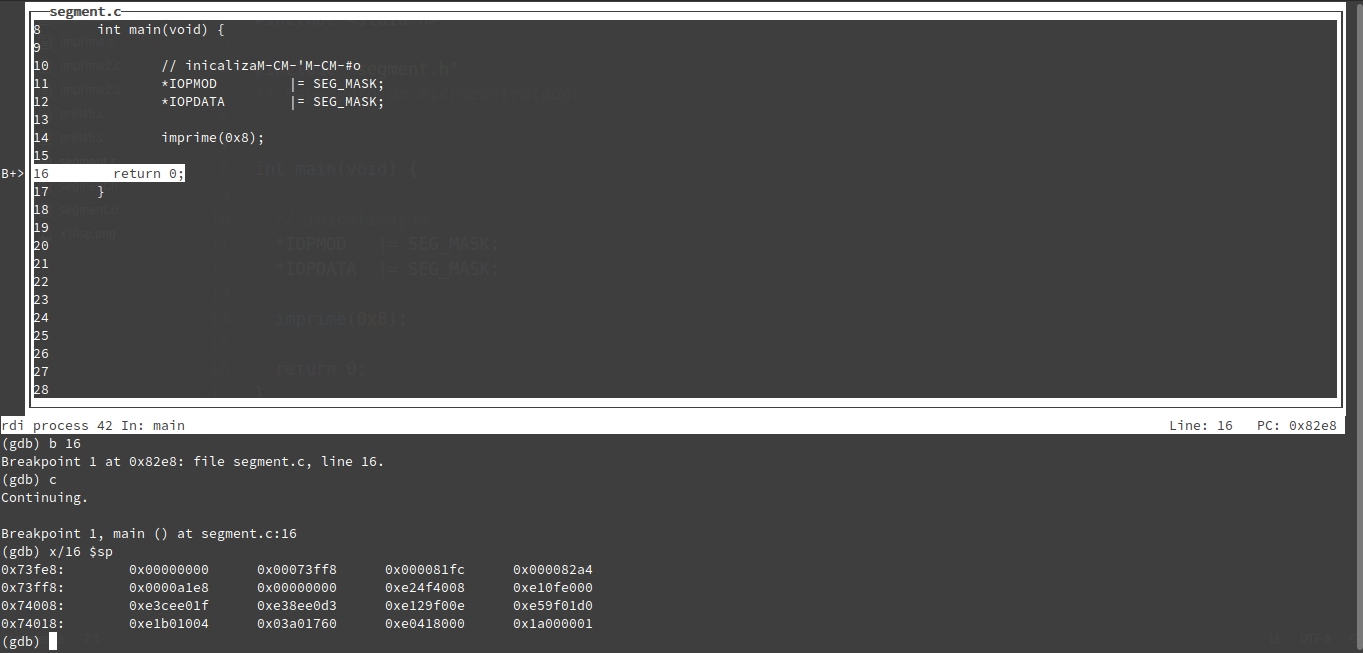 segment.c
8 int main(void) {
9
10 // inicalizaM-CM-'M-CM-#o
11 *IOPMOD |= SEG_MASK;
12 *IOPDATA |= SEG_MASK;
13
14 imprime(0x8);
15
B+> 16 return 0;
17 }
18
19
20
21
22
23
24
25
26
27
28
rdi process 42 In: main Line: 16 PC: 0x82e8
(gdb) b 16
Breakpoint 1 at 0x82e8: file segment.c, line 16.
(gdb) c
Continuing.
Breakpoint 1, main () at segment.c:16
(gdb) x/16 $sp
0x73fe8: 0x00000000 0x00073ff8 0x000081fc 0x000082a4
0x73ff8: 0x0000a1e8 0x00000000 0xe24f4008 0xe10fe000
0x74008: 0xe3cee01f 0xe38ee0d3 0xe129f00e 0xe59f01d0
0x74018: 0xe1b01004 0x03a01760 0xe0418000 0x1a000001
(gdb)